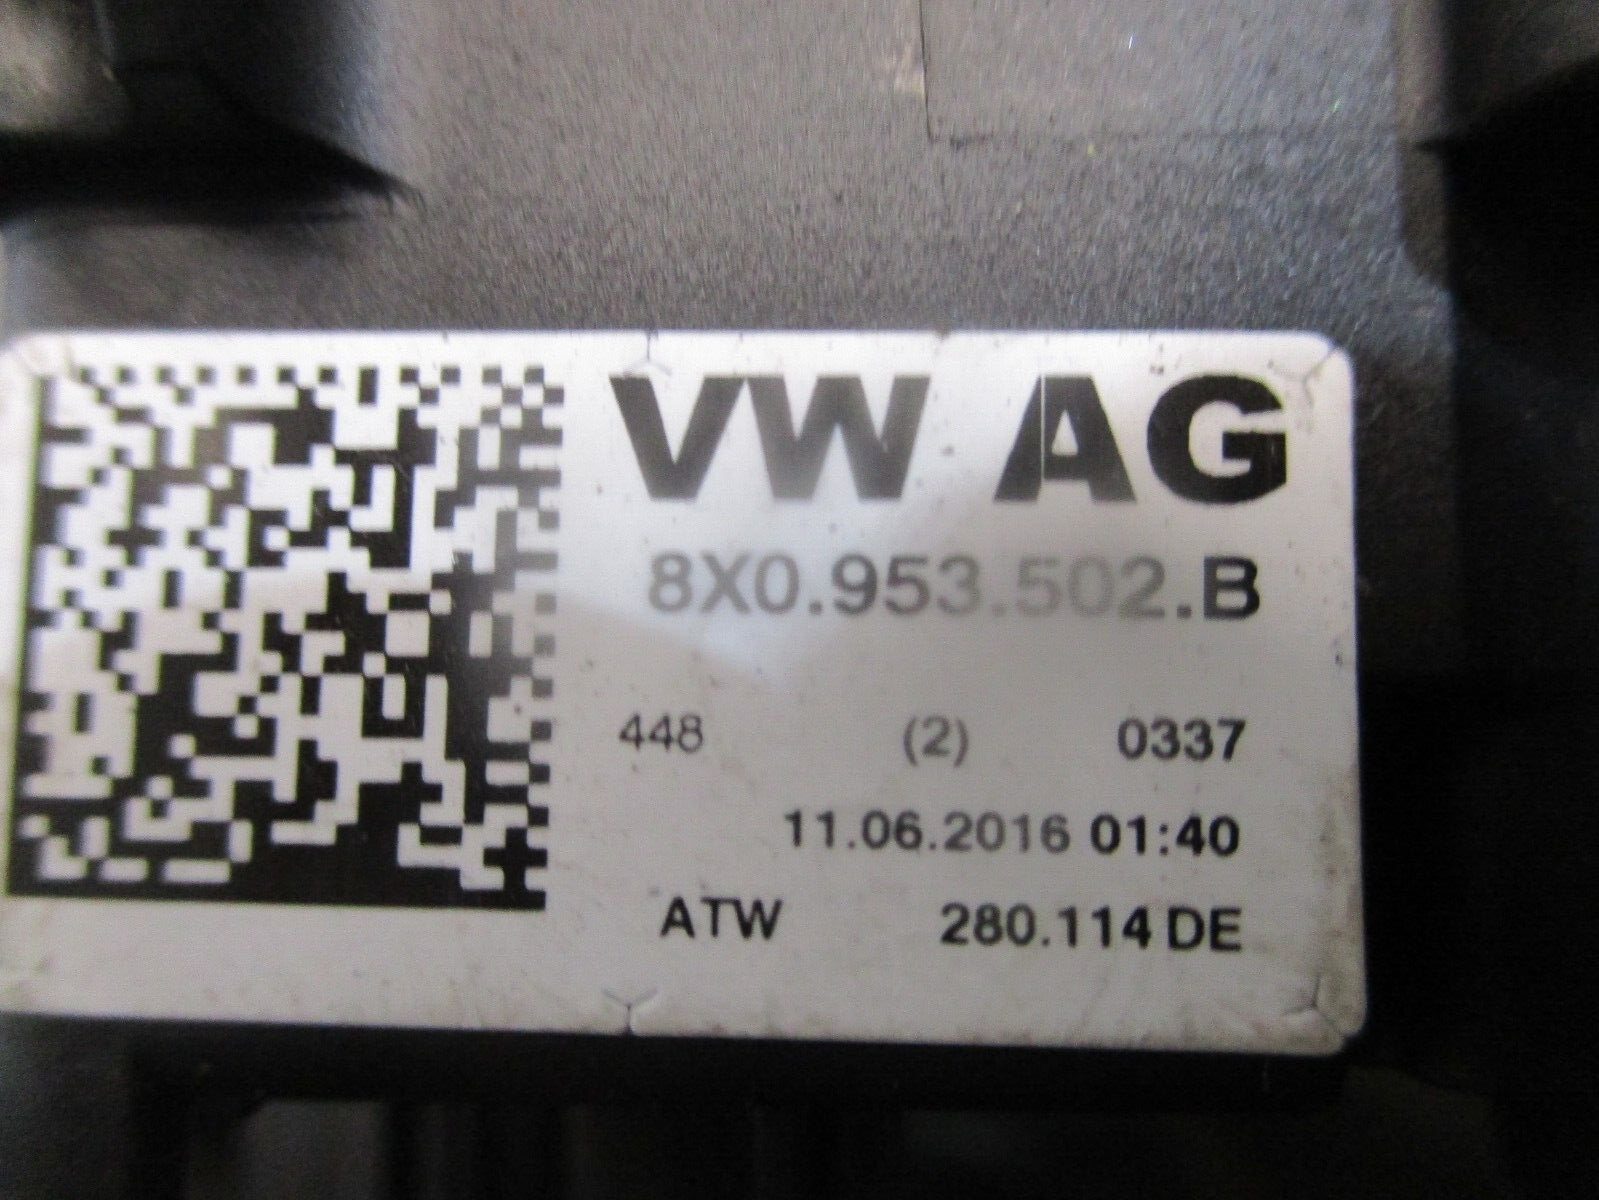 VW AG
8X0.953.502.B
448 (2) 0337
11.06.2016 01:40
ATW 280.114 DE